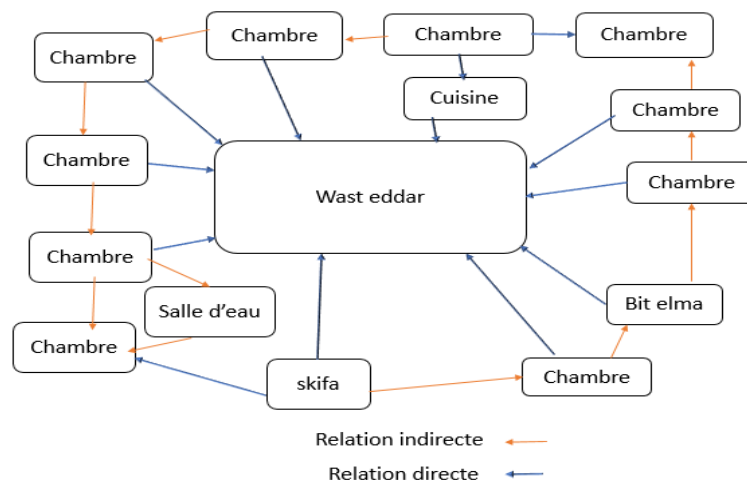 Chambre
Chambre
Chambre
Chambre
Cuisine
Chambre
Chambre
Wast eddar
Chambre
Chambre
Salle d'eau
Bit elma
Chambre
skifa
Chambre
Relation indirecte
Relation directe